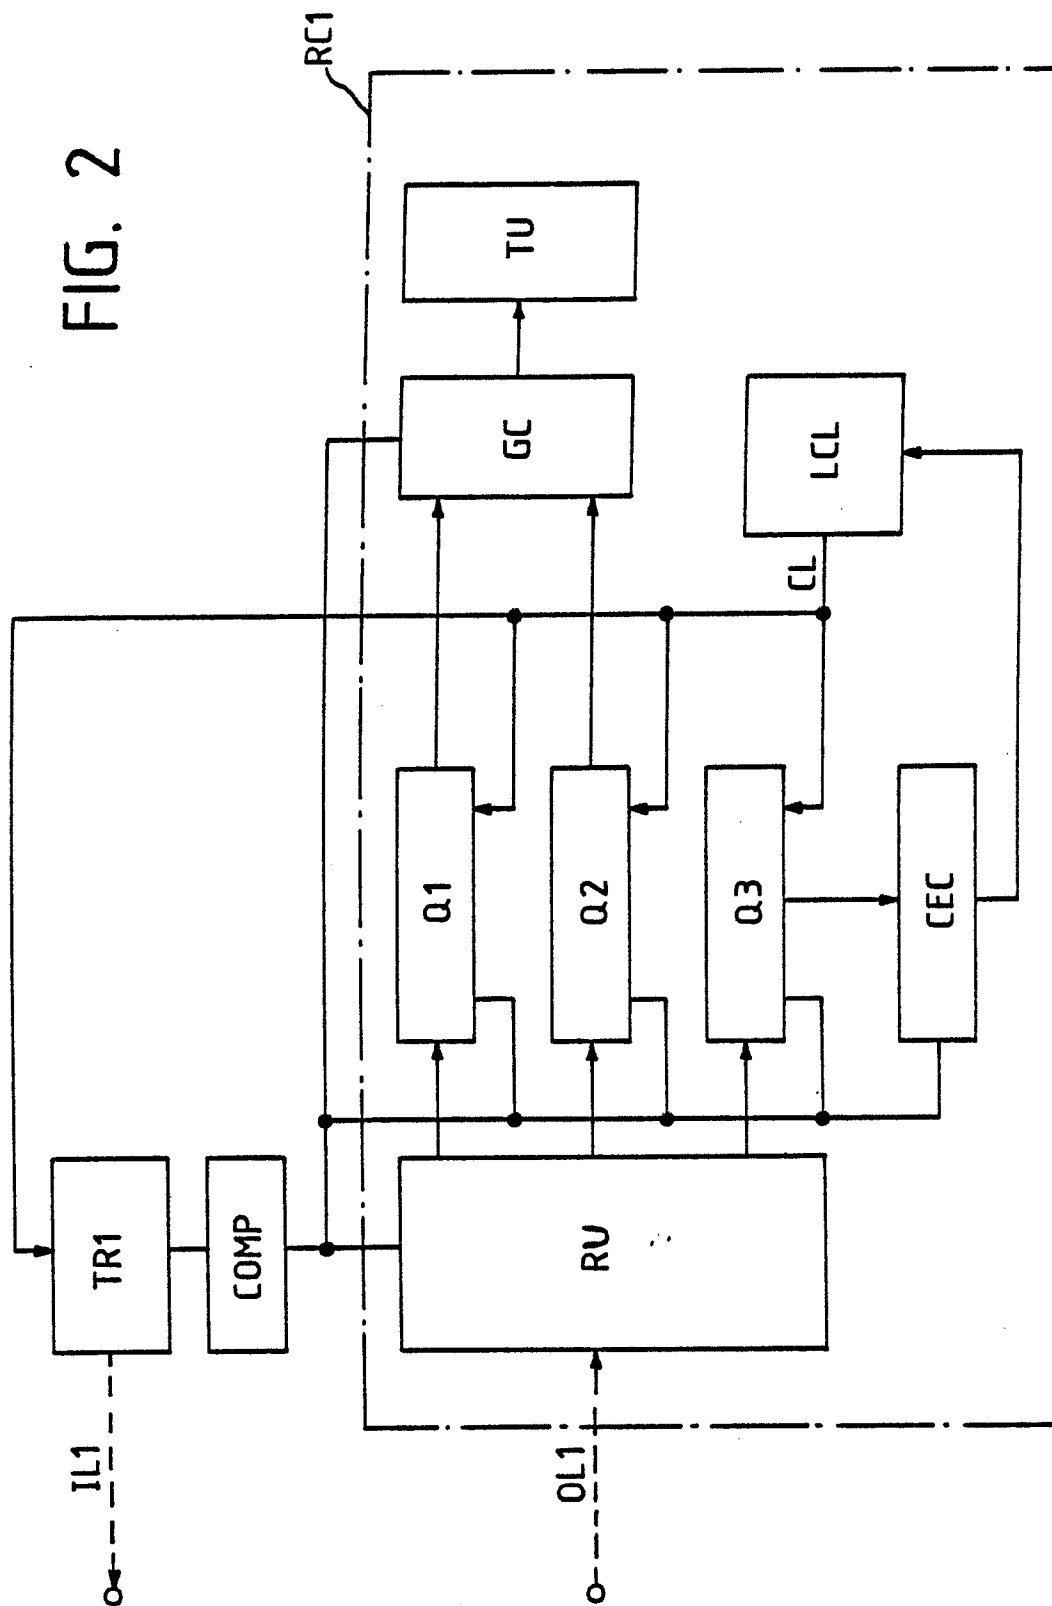 FIG. 2
RC1
IL1
TR1
COMP
OL1
RU
Q1
Q2
Q3
CEC
GC
TU
CL
LCL